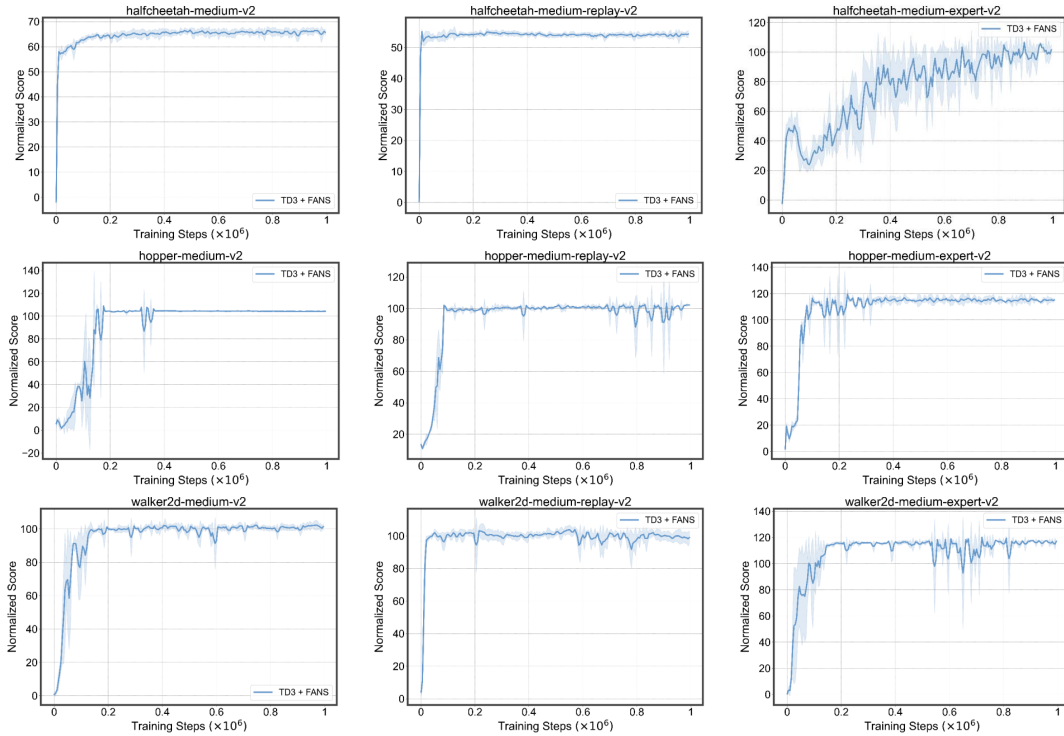 halfcheetah-medium-v2
Normalized Score
70
60
50
40
30
20
10
0
TD3 + FANS
0 0.2 0.4 0.6 0.8 1
Training Steps (×10⁶)
halfcheetah-medium-replay-v2
Normalized Score
50
40
30
20
10
0
TD3 + FANS
0 0.2 0.4 0.6 0.8 1
Training Steps (×10⁶)
halfcheetah-medium-expert-v2
Normalized Score
120
100
80
60
40
20
0
TD3 + FANS
0 0.2 0.4 0.6 0.8 1
Training Steps (×10⁶)
hopper-medium-v2
Normalized Score
140
120
100
80
60
40
20
0
−20
TD3 + FANS
0 0.2 0.4 0.6 0.8 1
Training Steps (×10⁶)
hopper-medium-replay-v2
Normalized Score
120
100
80
60
40
20
TD3 + FANS
0 0.2 0.4 0.6 0.8 1
Training Steps (×10⁶)
hopper-medium-expert-v2
Normalized Score
140
120
100
80
60
40
20
0
TD3 + FANS
0 0.2 0.4 0.6 0.8 1
Training Steps (×10⁶)
walker2d-medium-v2
Normalized Score
100
80
60
40
20
0
TD3 + FANS
0 0.2 0.4 0.6 0.8 1
Training Steps (×10⁶)
walker2d-medium-replay-v2
Normalized Score
100
80
60
40
20
0
TD3 + FANS
0 0.2 0.4 0.6 0.8 1
Training Steps (×10⁶)
walker2d-medium-expert-v2
Normalized Score
140
120
100
80
60
40
20
0
TD3 + FANS
0 0.2 0.4 0.6 0.8 1
Training Steps (×10⁶)